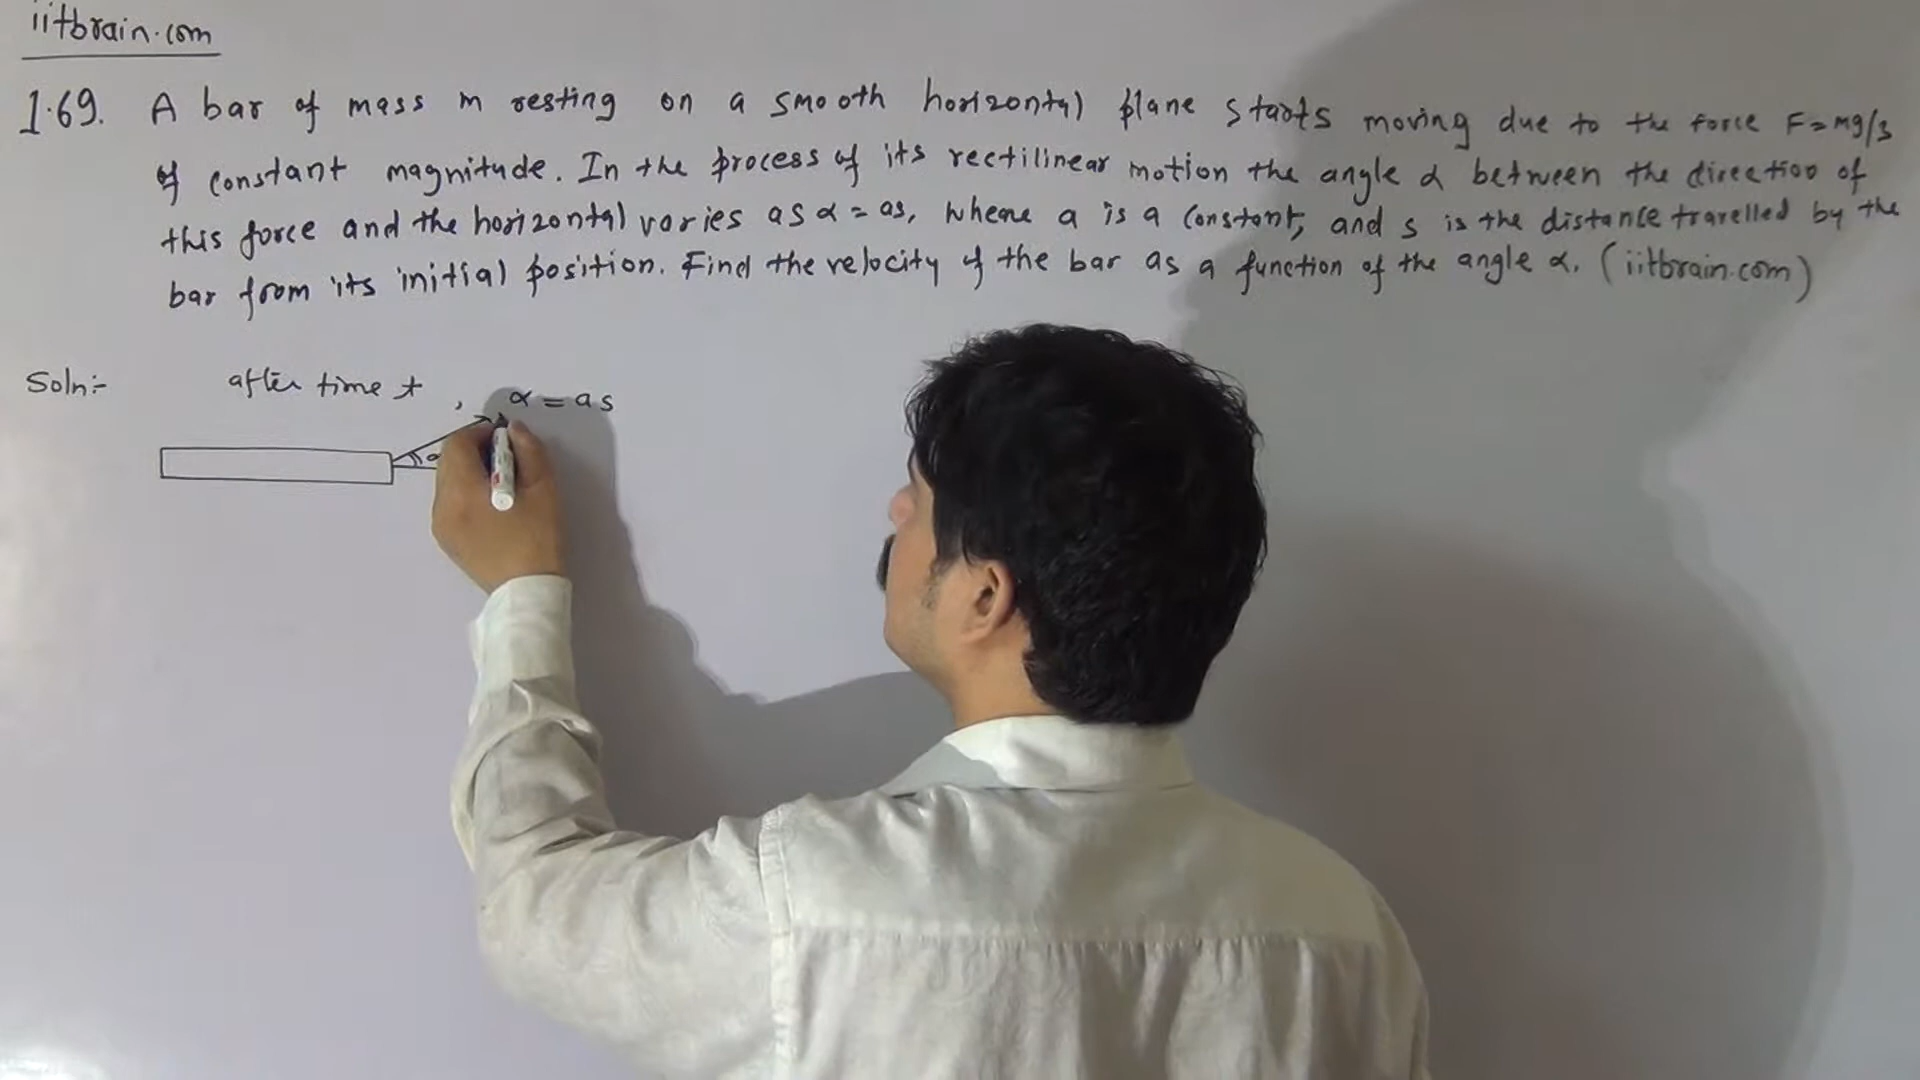 iitbrain.com
1.69. A bar of mass m resting on a smooth horizontal plane starts moving due to the force F=mg/3
of constant magnitude. In the process of its rectilinear motion the angle α between the direction of
this force and the horizontal varies as α = as, where a is a constant, and s is the distance travelled by the
bar from its initial position. Find the velocity of the bar as a function of the angle α. (iitbrain.com)
Soln:- after time t , α = as